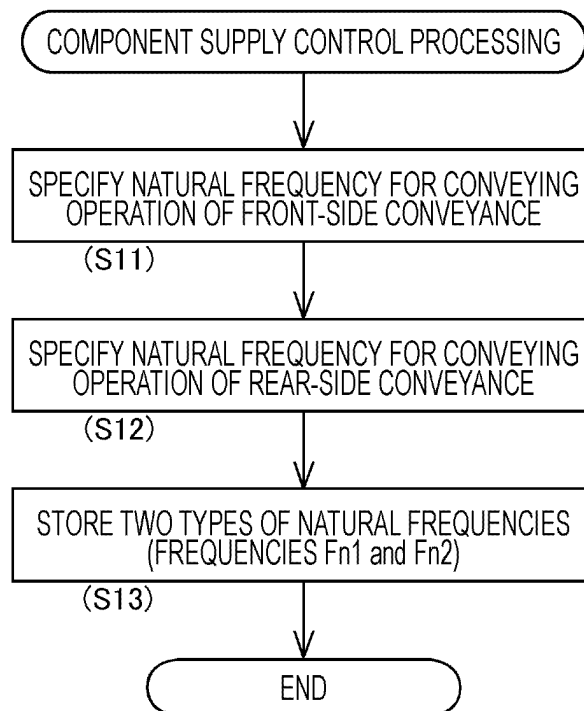 COMPONENT SUPPLY CONTROL PROCESSING
SPECIFY NATURAL FREQUENCY FOR CONVEYING
OPERATION OF FRONT-SIDE CONVEYANCE
(S11)
SPECIFY NATURAL FREQUENCY FOR CONVEYING
OPERATION OF REAR-SIDE CONVEYANCE
(S12)
STORE TWO TYPES OF NATURAL FREQUENCIES
(FREQUENCIES Fn1 and Fn2)
(S13)
END